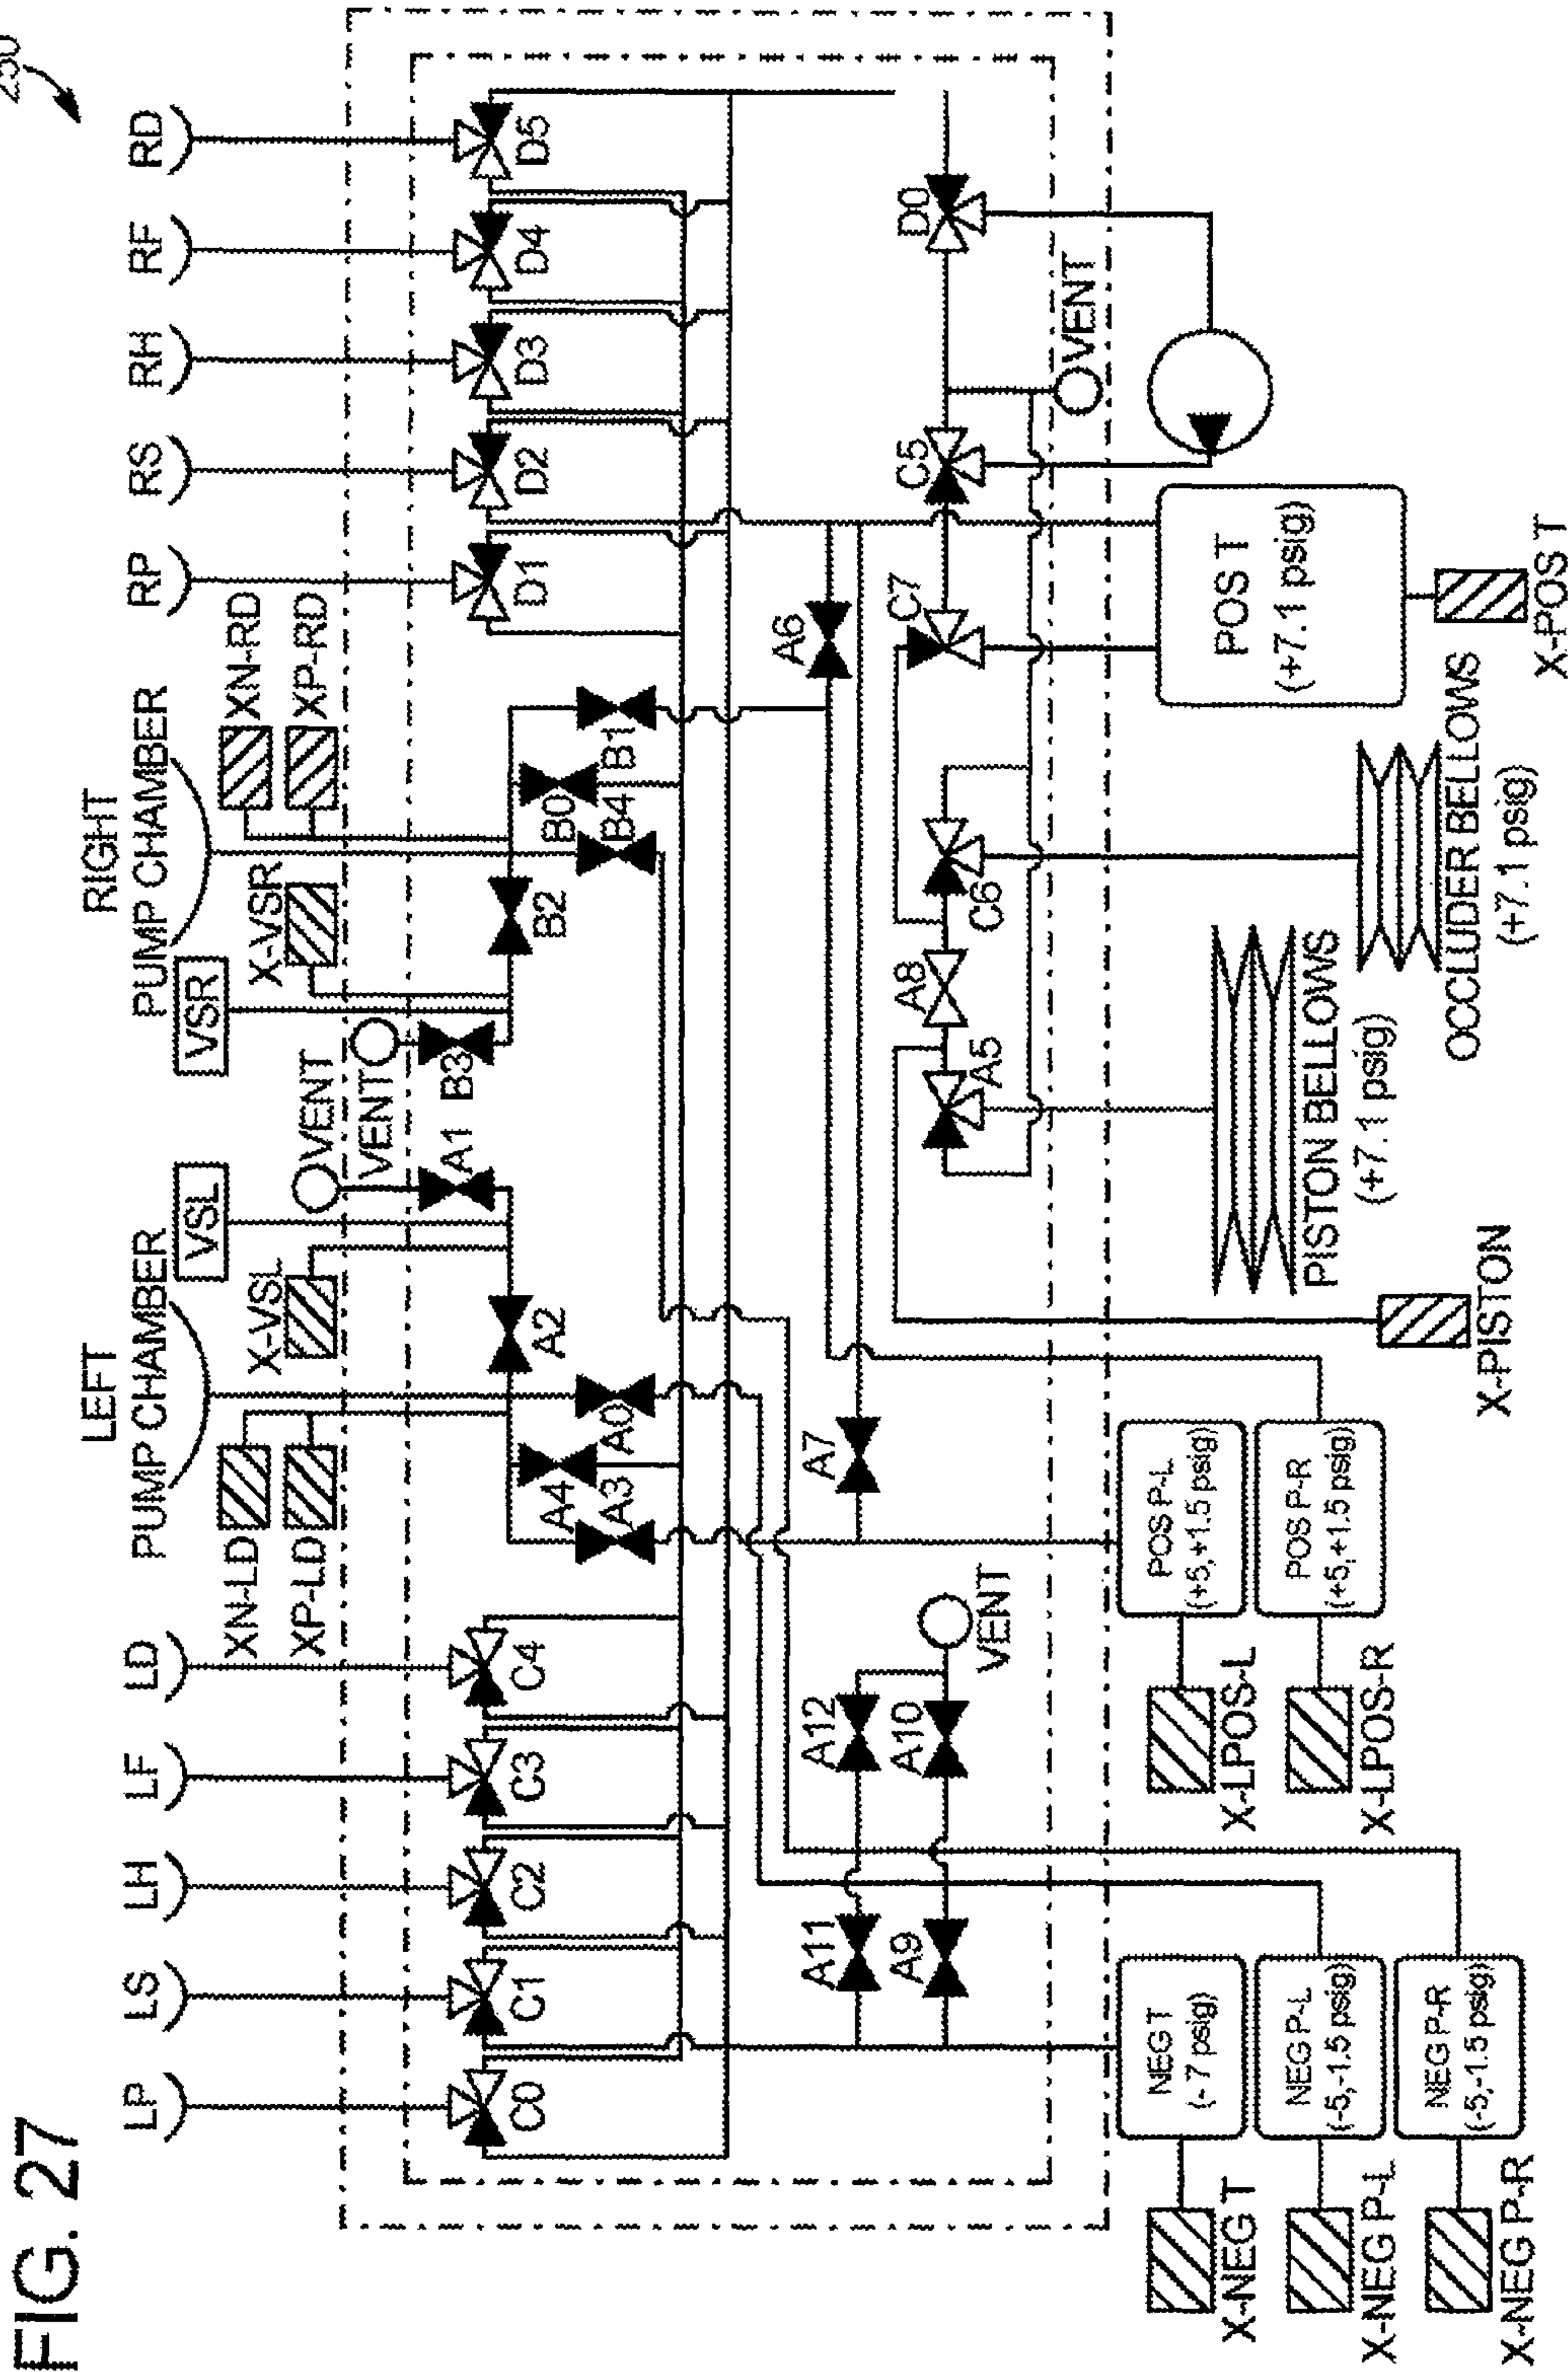 FIG. 27
250
LP
LS
LH
LF
LD
LEFT
PUMP CHAMBER
RIGHT
PUMP CHAMBER
RP
RS
RH
RF
RD
XN-LD
XP-LD
X-VSL
VSL
VENT
VENT
VSR
X-VSR
XN-RD
XP-RD
C0
C1
C2
C3
C4
A4
A3
A0
A2
A1
B3
B2
B0
B4
B1
D1
D2
D3
D4
D5
A11
A12
A9
A10
VENT
A7
A6
A5
A8
C6
C7
C5
D0
VENT
NEG T
(- 7 psig)
NEG P-L
(-5,-1.5 psig)
NEG P-R
(-5,-1.5 psig)
X-NEG T
X-NEG P-L
X-NEG P-R
POS P-L
(+5,+1.5 psig)
POS P-R
(+5,+1.5 psig)
X-LPOS-L
X-LPOS-R
X-PISTON
PISTON BELLOWS
(+7.1 psig)
OCCLUDER BELLOWS
(+7.1 psig)
POS T
(+7.1 psig)
X-POS T